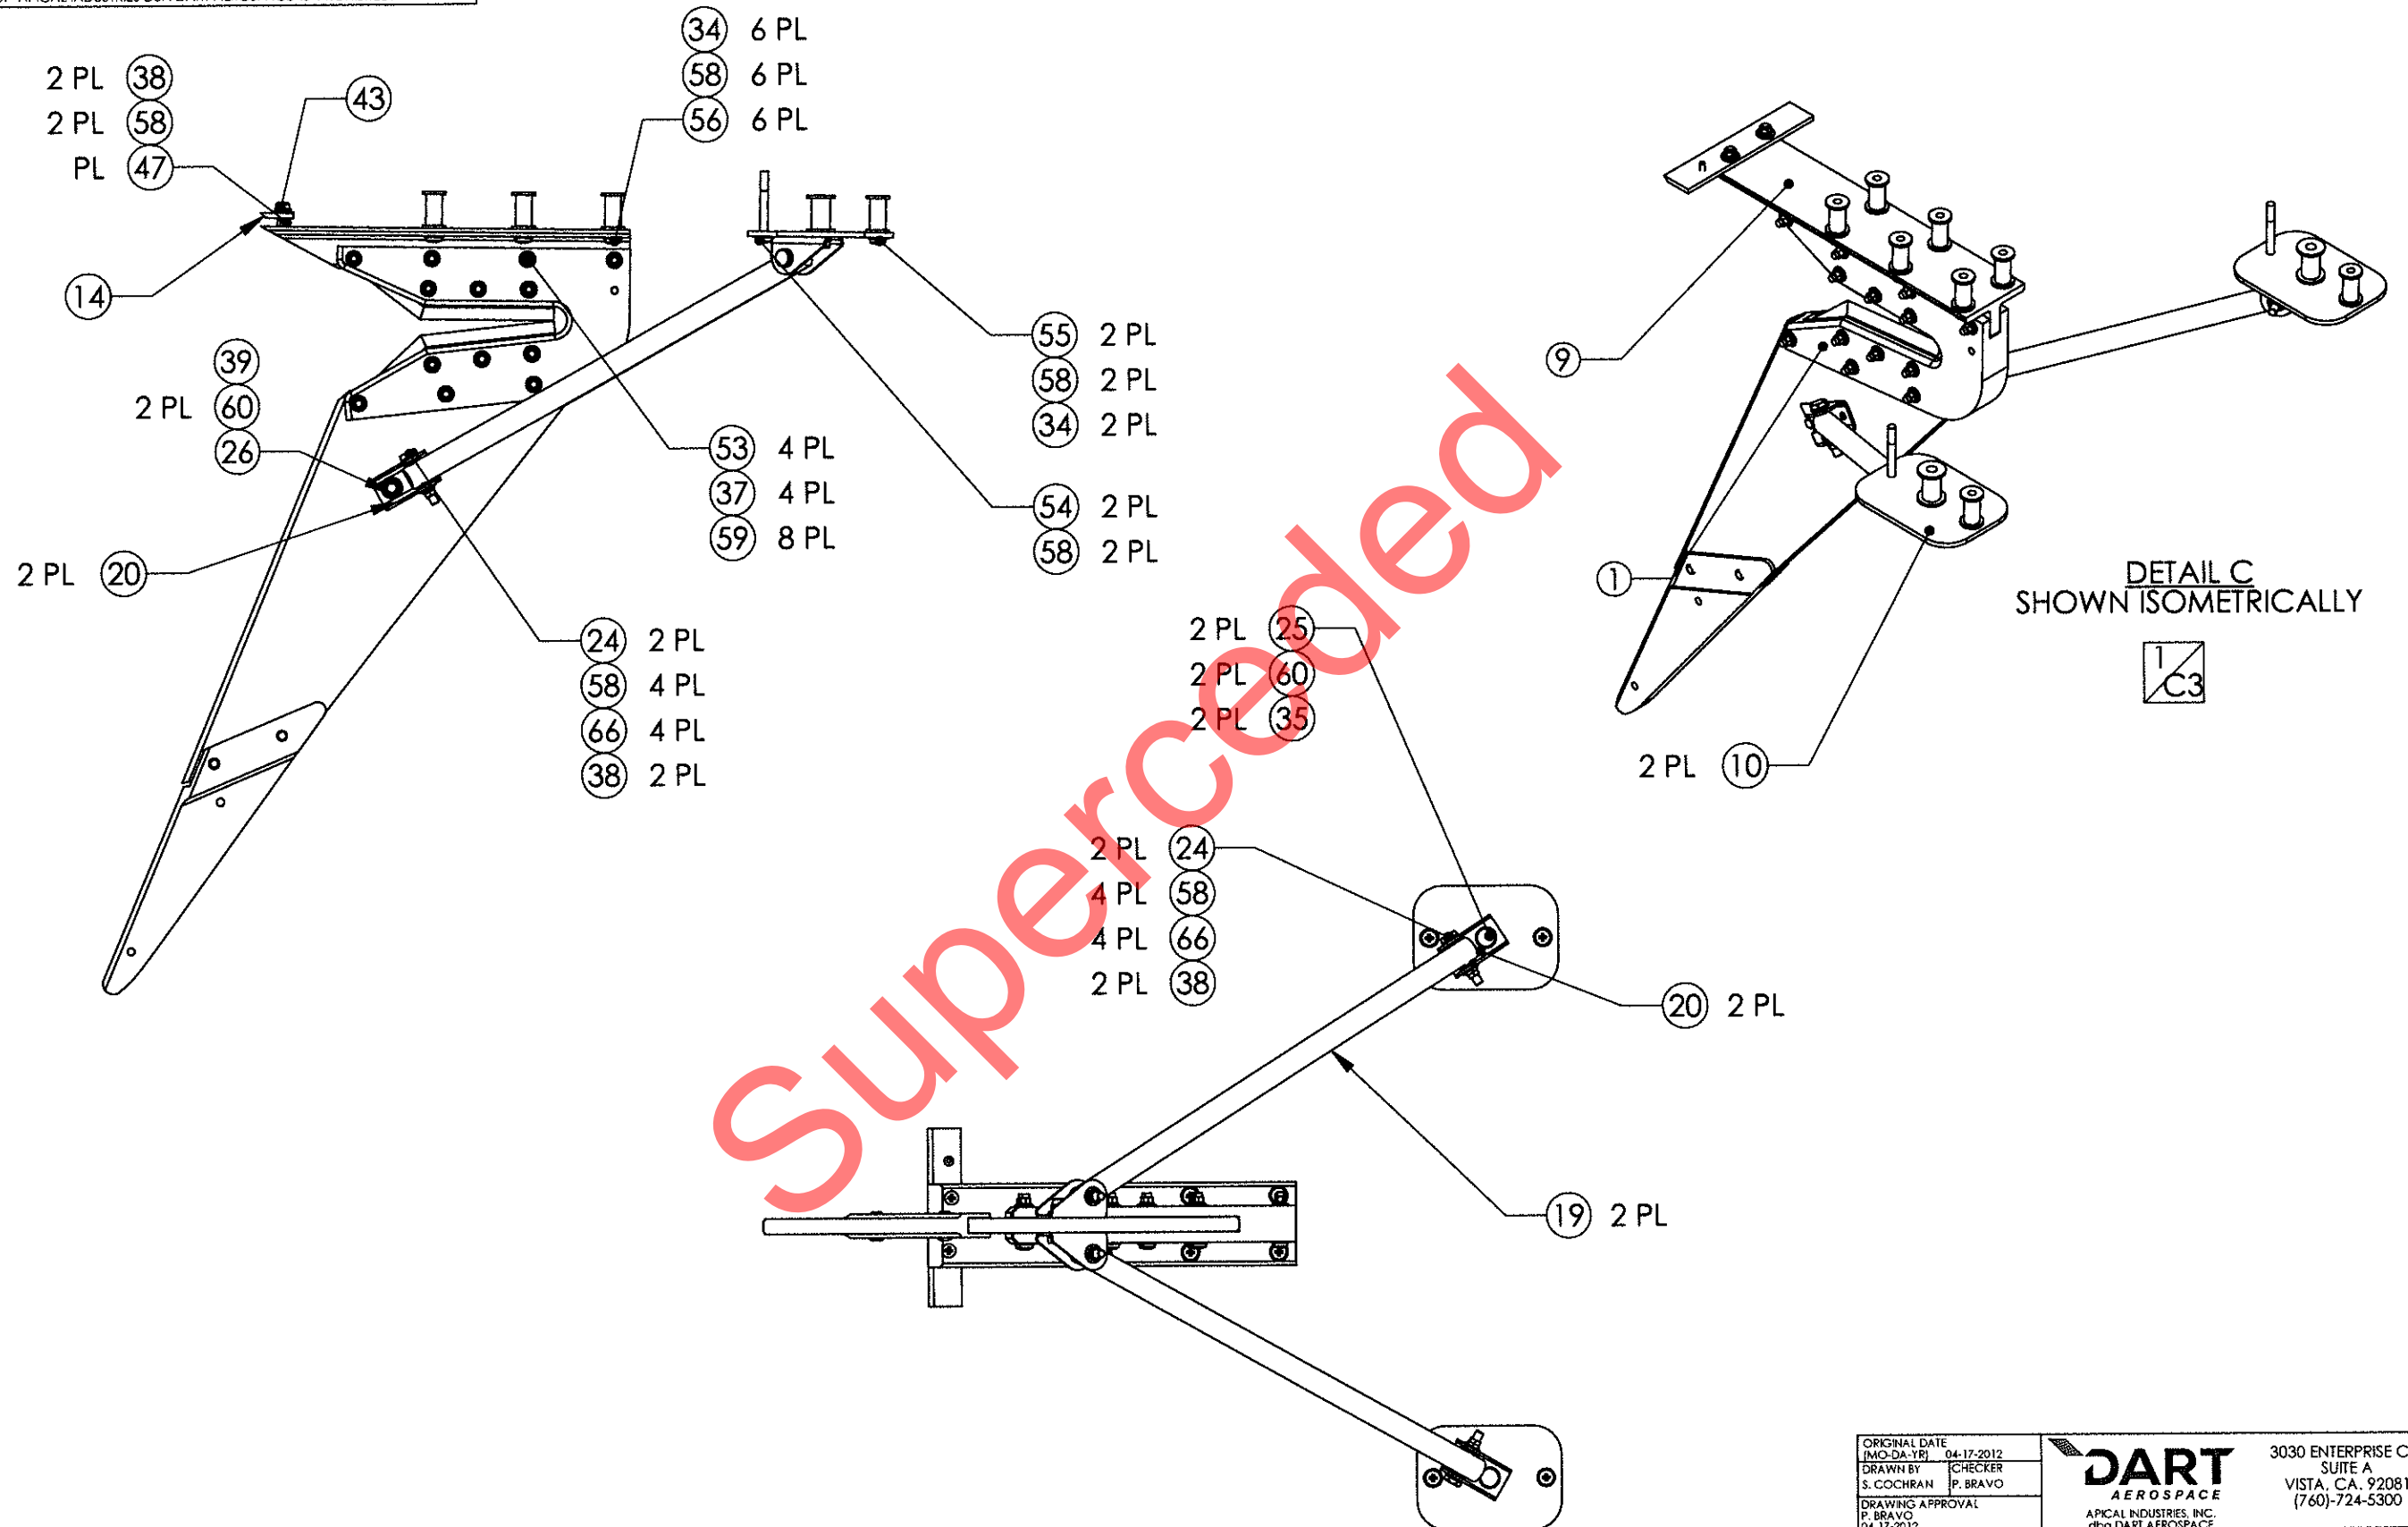 34 6 PL
58 6 PL
56 6 PL
2 PL 38
2 PL 58
PL 47
43
14
39
2 PL 60
26
2 PL 20
53 4 PL
37 4 PL
59 8 PL
55 2 PL
58 2 PL
34 2 PL
54 2 PL
58 2 PL
24 2 PL
58 4 PL
66 4 PL
38 2 PL
9
1
2 PL 10
DETAIL C
SHOWN ISOMETRICALLY
1
C3
2 PL 25
2 PL 60
2 PL 35
2 PL 24
4 PL 58
4 PL 66
2 PL 38
20 2 PL
19 2 PL
Superceded
ORIGINAL DATE
(MO-DA-YR) 04-17-2012
DRAWN BY CHECKER
S. COCHRAN P. BRAVO
DRAWING APPROVAL
P. BRAVO
04-17-2012
DART
AEROSPACE
APICAL INDUSTRIES, INC.
dba DART AEROSPACE
3030 ENTERPRISE C
SUITE A
VISTA, CA. 92081
(760)-724-5300